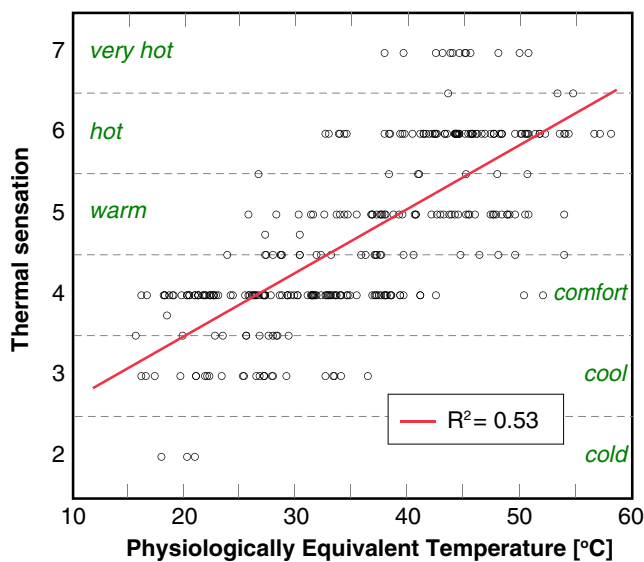 7
very hot
6
hot
5
warm
4
comfort
3
cool
R² = 0.53
2
cold
Thermal sensation
10
20
30
40
50
60
Physiologically Equivalent Temperature [°C]